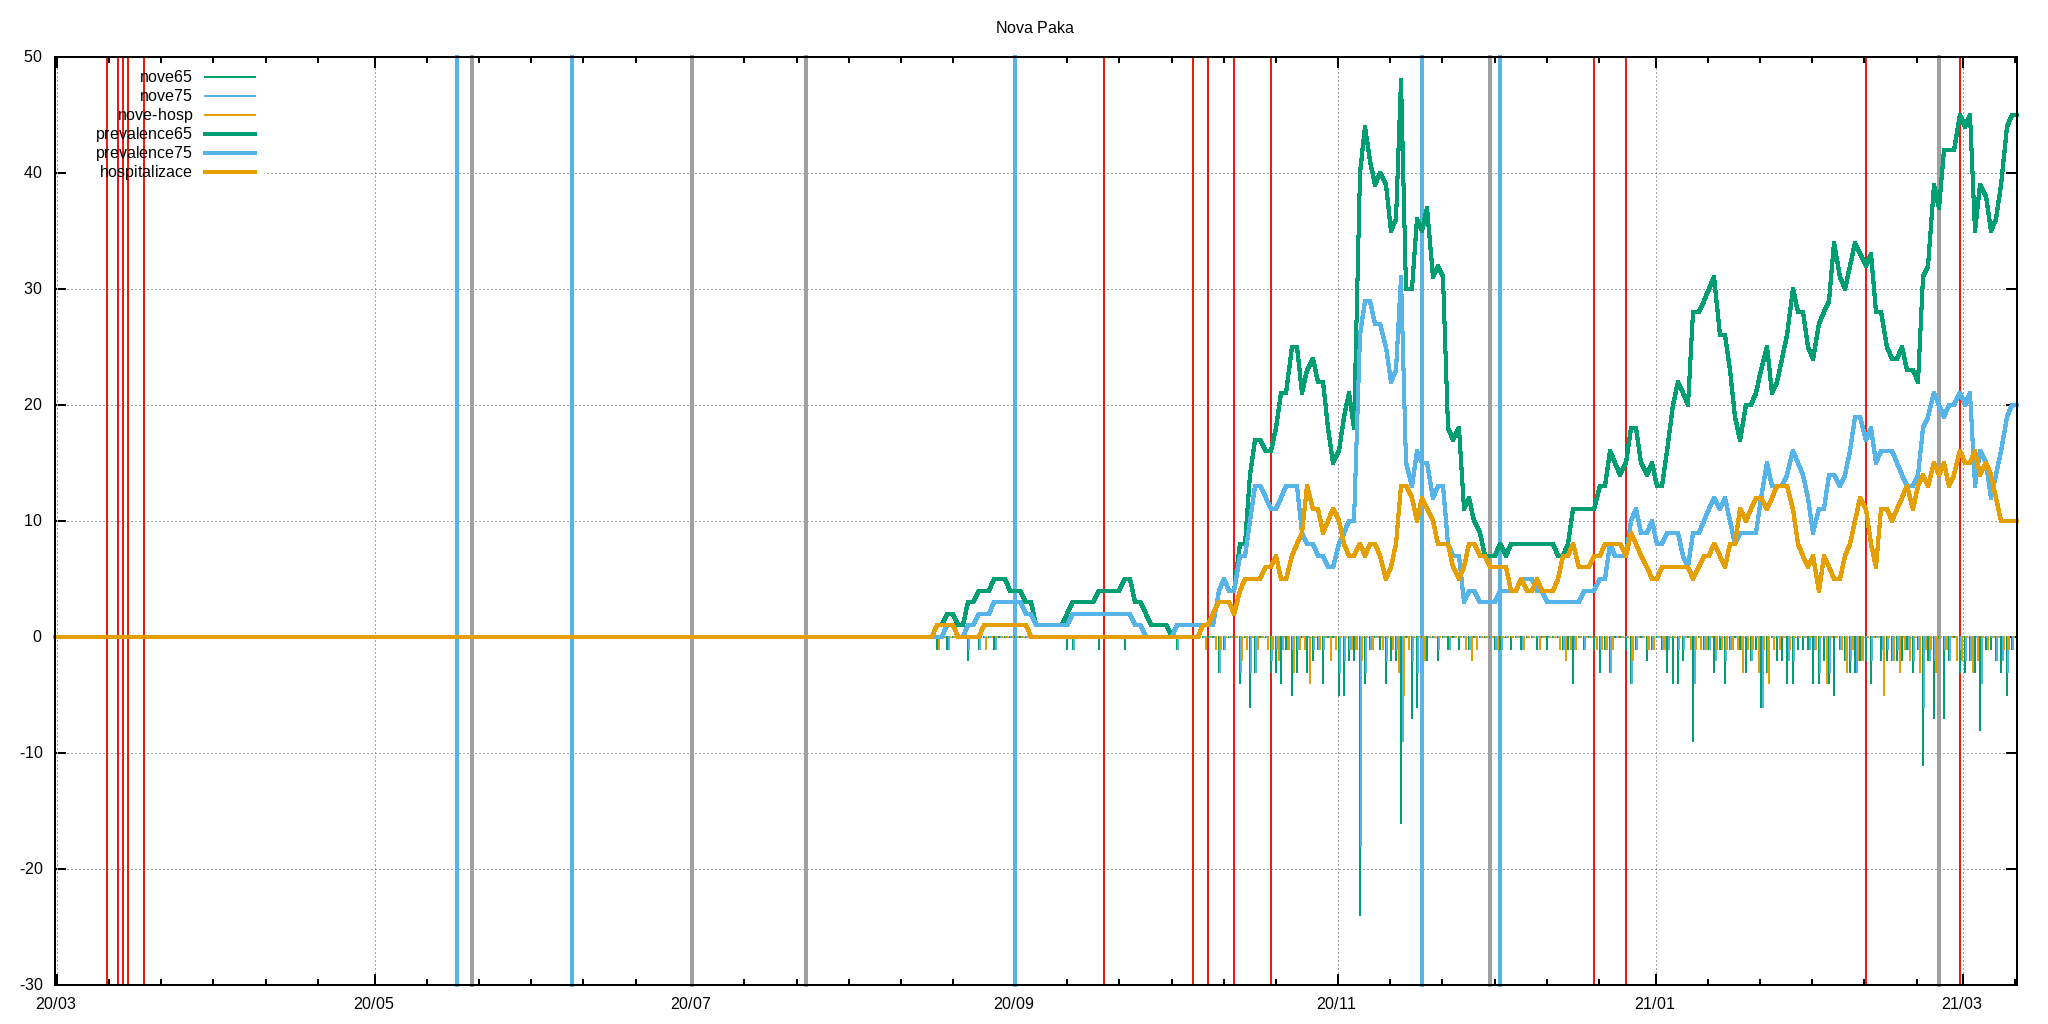 Nova Paka
50
40
30
20
10
0
-10
-20
-30
nove65
nove75
nove-hosp
prevalence65
prevalence75
hospitalizace
20/03 20/05 20/07 20/09 20/11 21/01 21/03